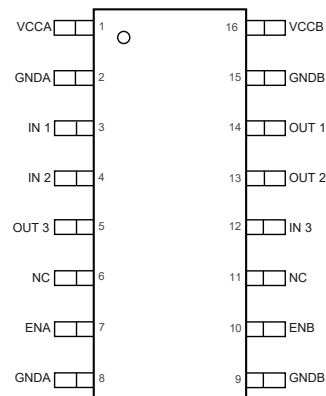 VCCA 1 16 VCCB
GNDA 2 15 GNDB
IN 1 3 14 OUT 1
IN 2 4 13 OUT 2
OUT 3 5 12 IN 3
NC 6 11 NC
ENA 7 10 ENB
GNDA 8 9 GNDB